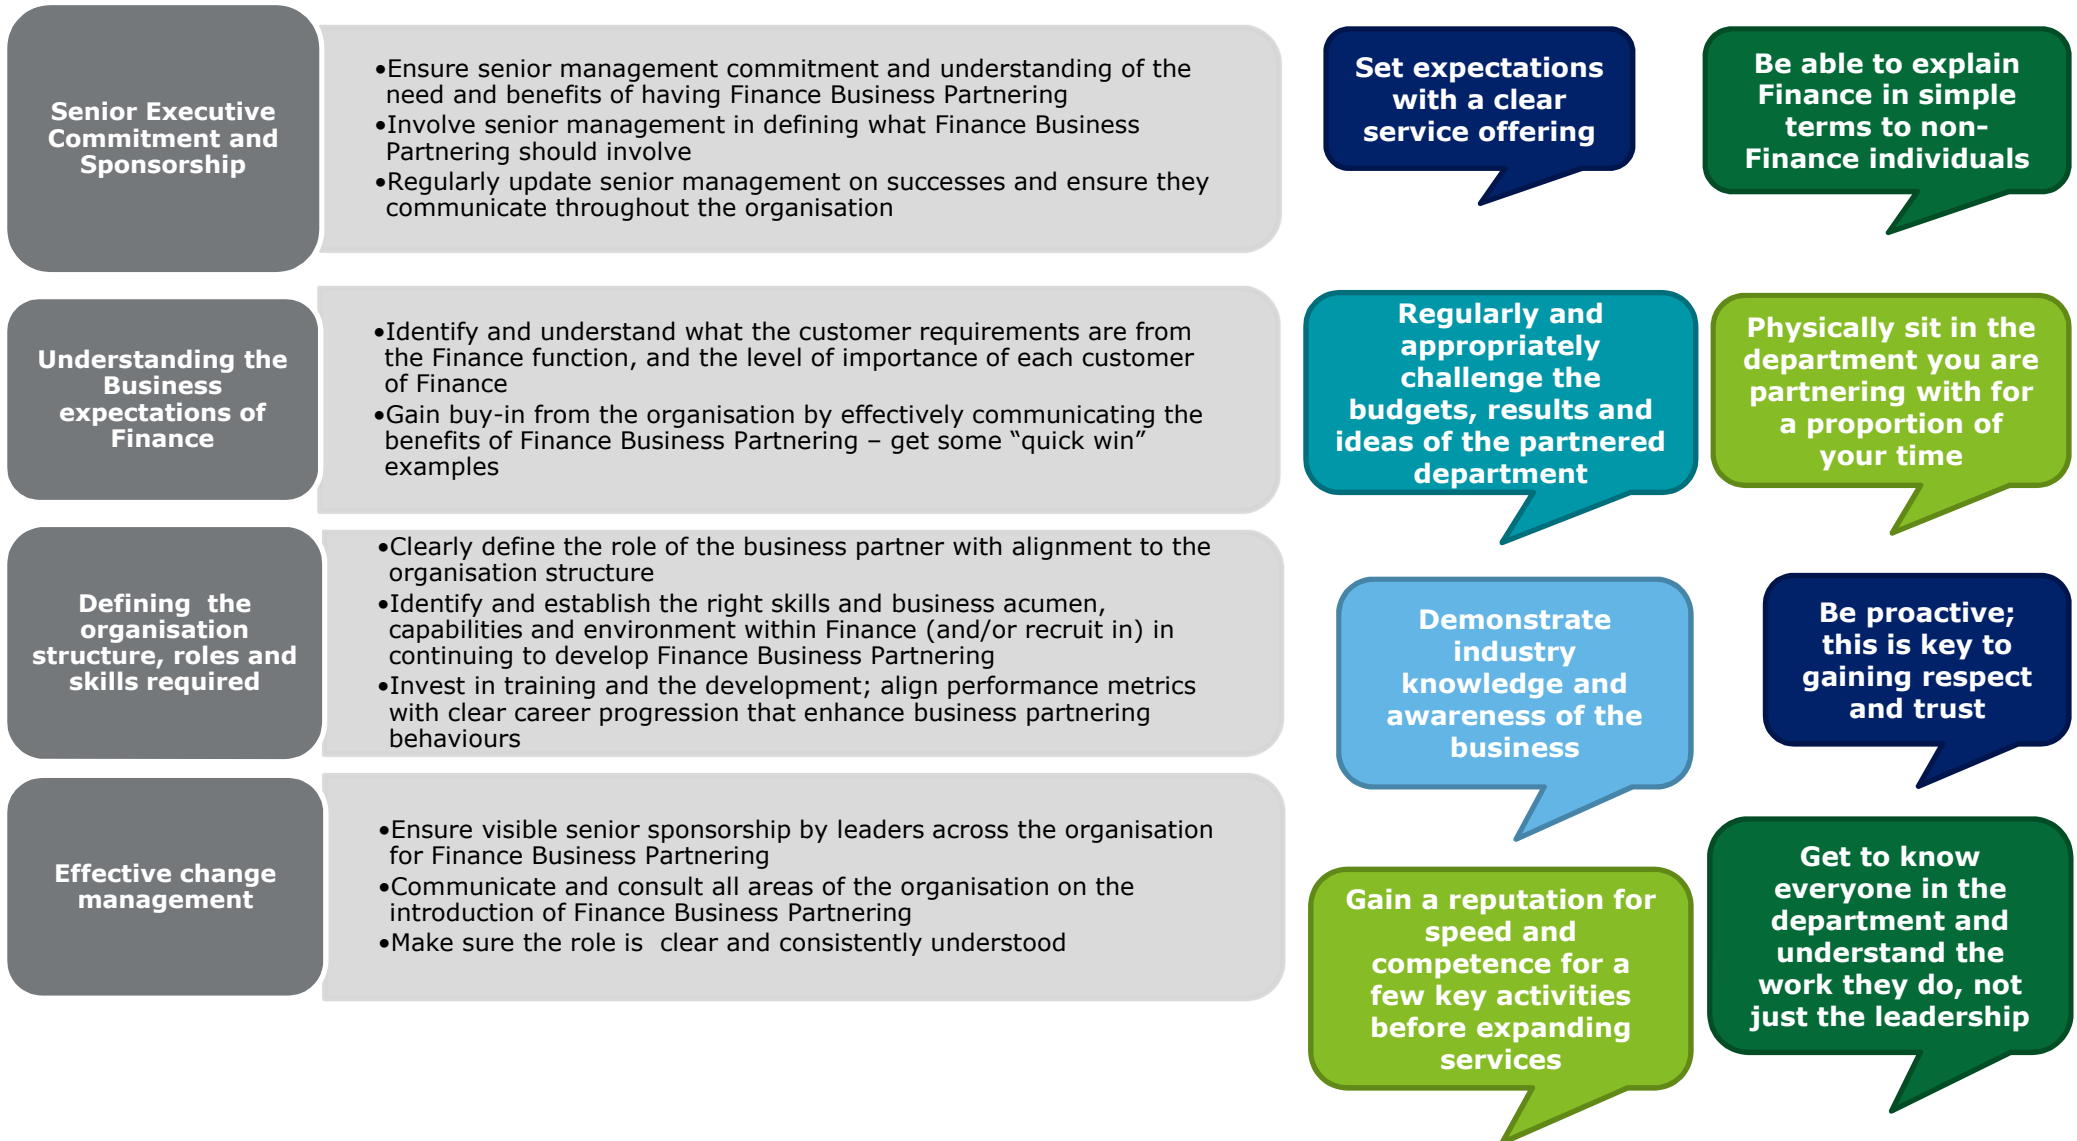 Senior Executive
Commitment and
Sponsorship
•Ensure senior management commitment and understanding of the
need and benefits of having Finance Business Partnering
•Involve senior management in defining what Finance Business
Partnering should involve
•Regularly update senior management on successes and ensure they
communicate throughout the organisation
Understanding the
Business
expectations of
Finance
•Identify and understand what the customer requirements are from
the Finance function, and the level of importance of each customer
of Finance
•Gain buy-in from the organisation by effectively communicating the
benefits of Finance Business Partnering – get some “quick win”
examples
Defining  the
organisation
structure, roles and
skills required
•Clearly define the role of the business partner with alignment to the
organisation structure
•Identify and establish the right skills and business acumen,
capabilities and environment within Finance (and/or recruit in) in
continuing to develop Finance Business Partnering
•Invest in training and the development; align performance metrics
with clear career progression that enhance business partnering
behaviours
Effective change
management
•Ensure visible senior sponsorship by leaders across the organisation
for Finance Business Partnering
•Communicate and consult all areas of the organisation on the
introduction of Finance Business Partnering
•Make sure the role is  clear and consistently understood
Set expectations
with a clear
service offering
Be able to explain
Finance in simple
terms to non-
Finance individuals
Regularly and
appropriately
challenge the
budgets, results and
ideas of the partnered
department
Physically sit in the
department you are
partnering with for
a proportion of
your time
Demonstrate
industry
knowledge and
awareness of the
business
Be proactive;
this is key to
gaining respect
and trust
Gain a reputation for
speed and
competence for a
few key activities
before expanding
services
Get to know
everyone in the
department and
understand the
work they do, not
just the leadership